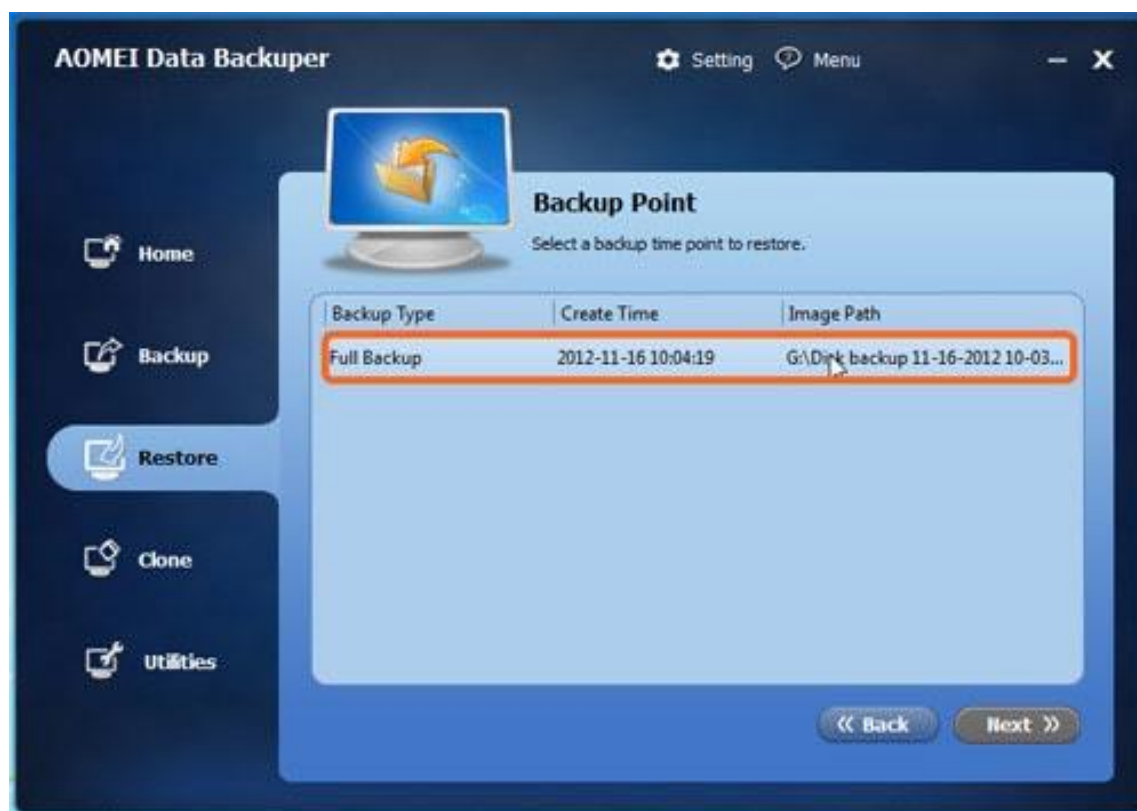 AOMEI Data Backuper
Setting
Menu
Backup Point
Select a backup time point to restore.
Home
Backup Type
Create Time
Image Path
Backup
Full Backup
2012-11-16 10:04:19
G:\Disk backup 11-16-2012 10-03...
Restore
Clone
Utilities
« Back
Next »